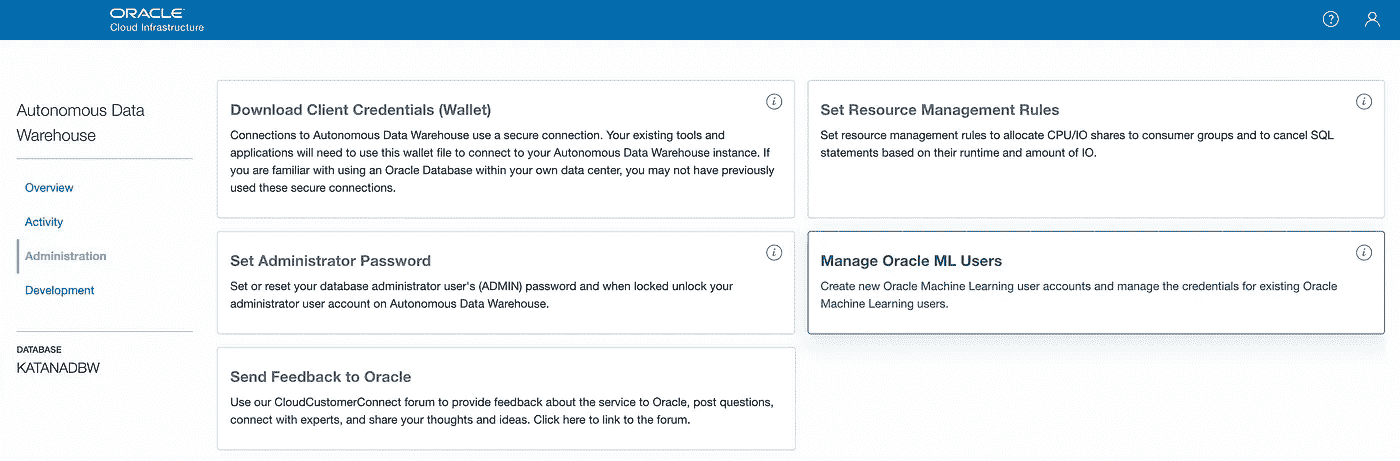 ORACLE
Cloud Infrastructure
Autonomous Data
Warehouse
Overview
Activity
Administration
Development
DATABASE
KATANADBW
Download Client Credentials (Wallet)
Connections to Autonomous Data Warehouse use a secure connection. Your existing tools and
applications will need to use this wallet file to connect to your Autonomous Data Warehouse instance. If
you are familiar with using an Oracle Database within your own data center, you may not have previously
used these secure connections.
Set Resource Management Rules
Set resource management rules to allocate CPU/IO shares to consumer groups and to cancel SQL
statements based on their runtime and amount of IO.
Set Administrator Password
Set or reset your database administrator user's (ADMIN) password and when locked unlock your
administrator user account on Autonomous Data Warehouse.
Manage Oracle ML Users
Create new Oracle Machine Learning user accounts and manage the credentials for existing Oracle
Machine Learning users.
Send Feedback to Oracle
Use our CloudCustomerConnect forum to provide feedback about the service to Oracle, post questions,
connect with experts, and share your thoughts and ideas. Click here to link to the forum.